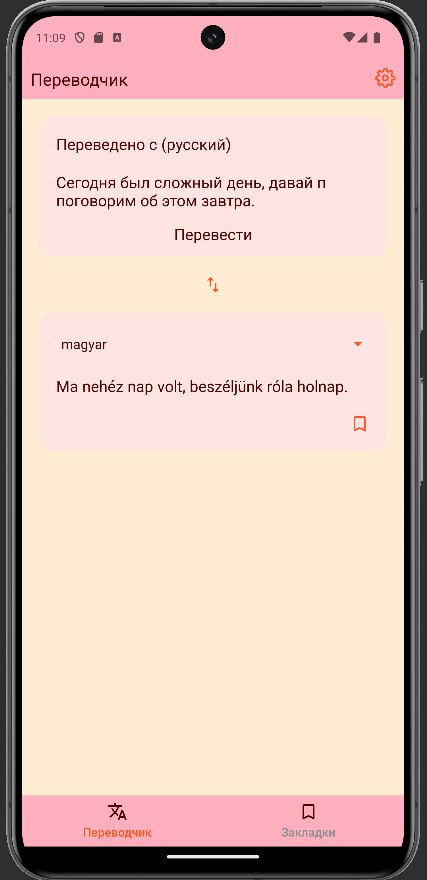 11:09
Переводчик
Переведено с (русский)
Сегодня был сложный день, давай п
поговорим об этом завтра.
Перевести
magyar
Ma nehéz nap volt, beszéljünk róla holnap.
Переводчик
Закладки